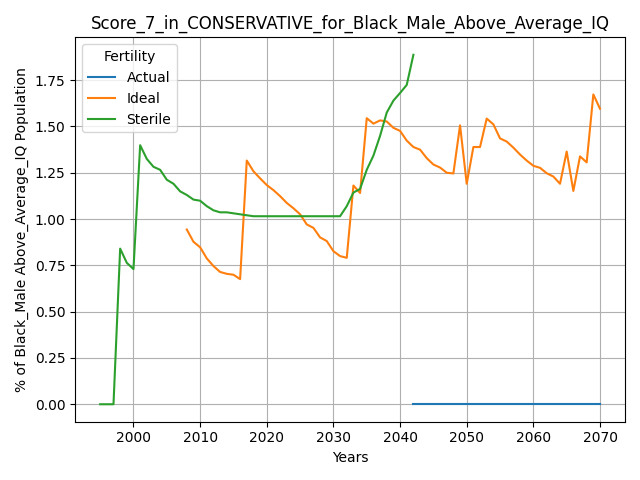 Score_7_in_CONSERVATIVE_for_Black_Male_Above_Average_IQ
% of Black_Male Above_Average_IQ Population
Fertility
Actual
Ideal
Sterile
1.75
1.50
1.25
1.00
0.75
0.50
0.25
0.00
2000 2010 2020 2030 2040 2050 2060 2070
Years